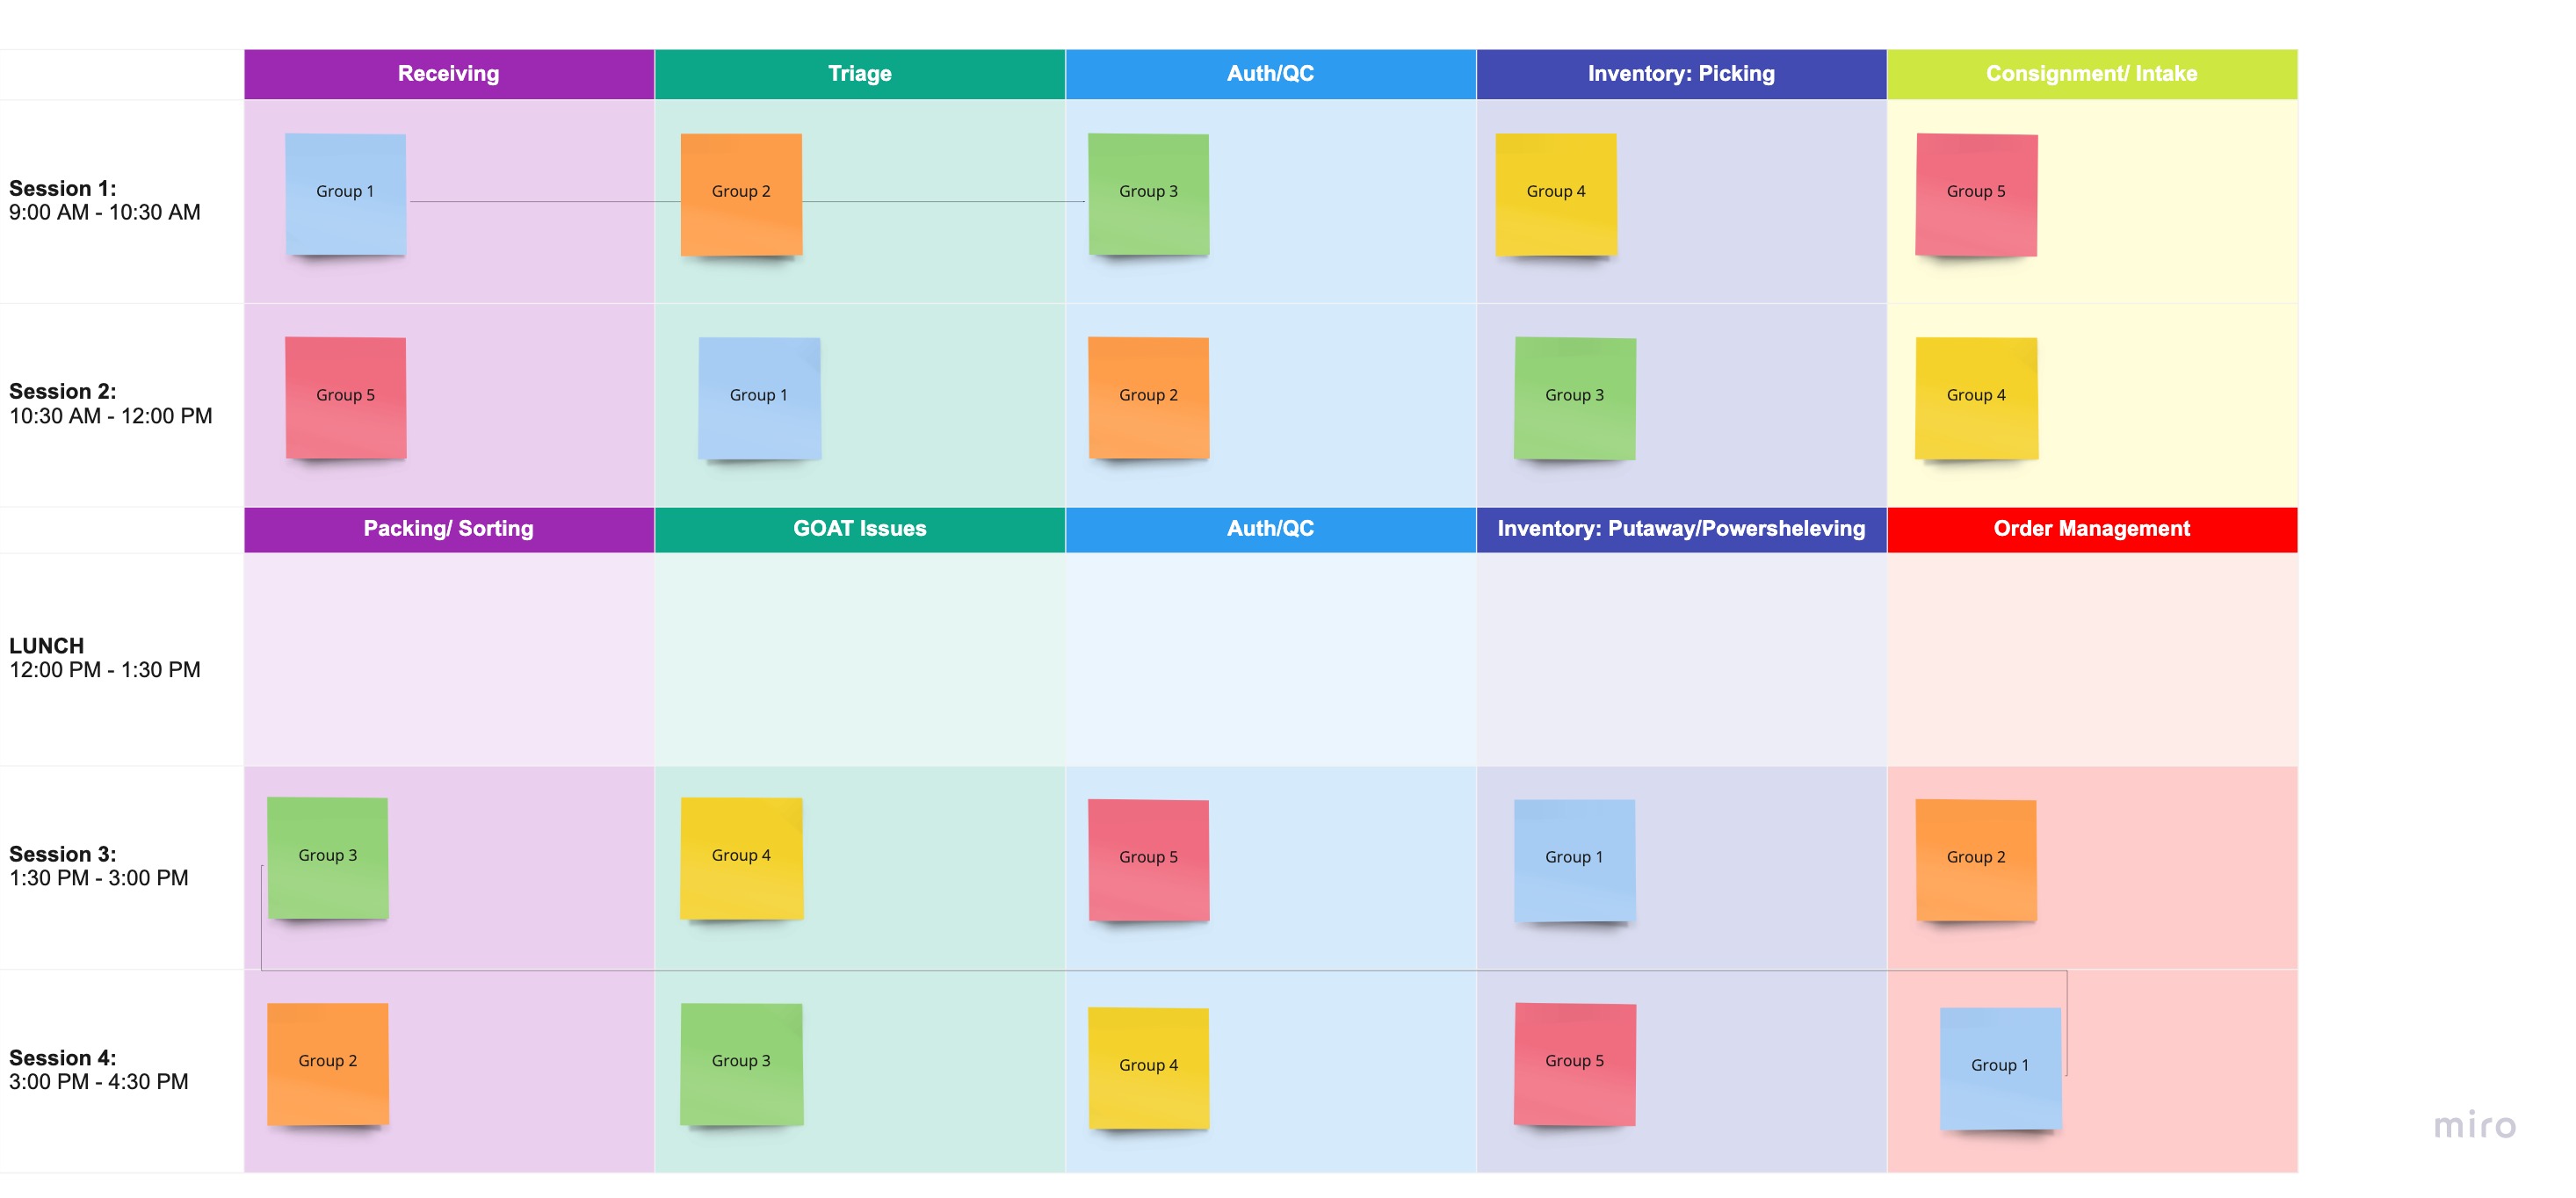 Receiving
Triage
Auth/QC
Inventory: Picking
Consignment/ Intake
Session 1:
9:00 AM - 10:30 AM
Group 1
Group 2
Group 3
Group 4
Group 5
Session 2:
10:30 AM - 12:00 PM
Group 5
Group 1
Group 2
Group 3
Group 4
Packing/ Sorting
GOAT Issues
Auth/QC
Inventory: Putaway/Powersheleving
Order Management
LUNCH
12:00 PM - 1:30 PM
Session 3:
1:30 PM - 3:00 PM
Group 3
Group 4
Group 5
Group 1
Group 2
Session 4:
3:00 PM - 4:30 PM
Group 2
Group 3
Group 4
Group 5
Group 1
miro